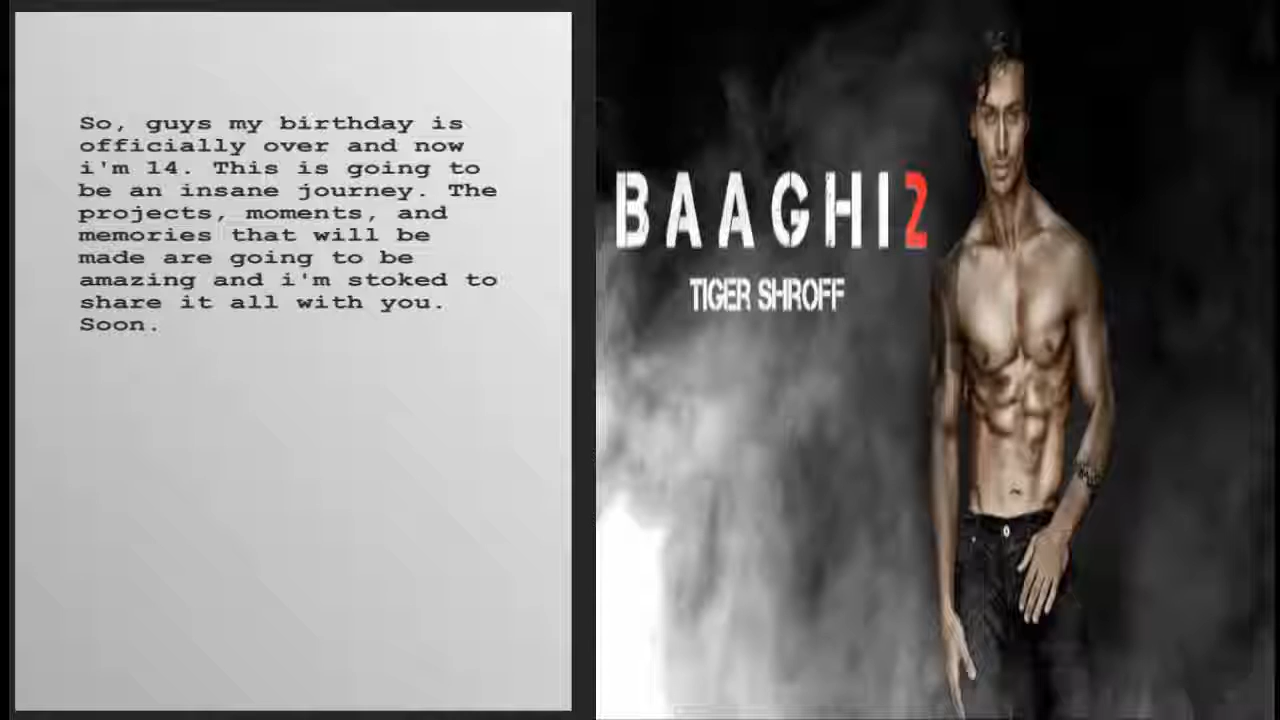 So, guys my birthday is
officially over and now
i'm 14. This is going to
be an insane journey. The
projects, moments, and
memories that will be
made are going to be
amazing and i'm stoked to
share it all with you.
Soon.
BAAGHI2
TIGER SHROFF